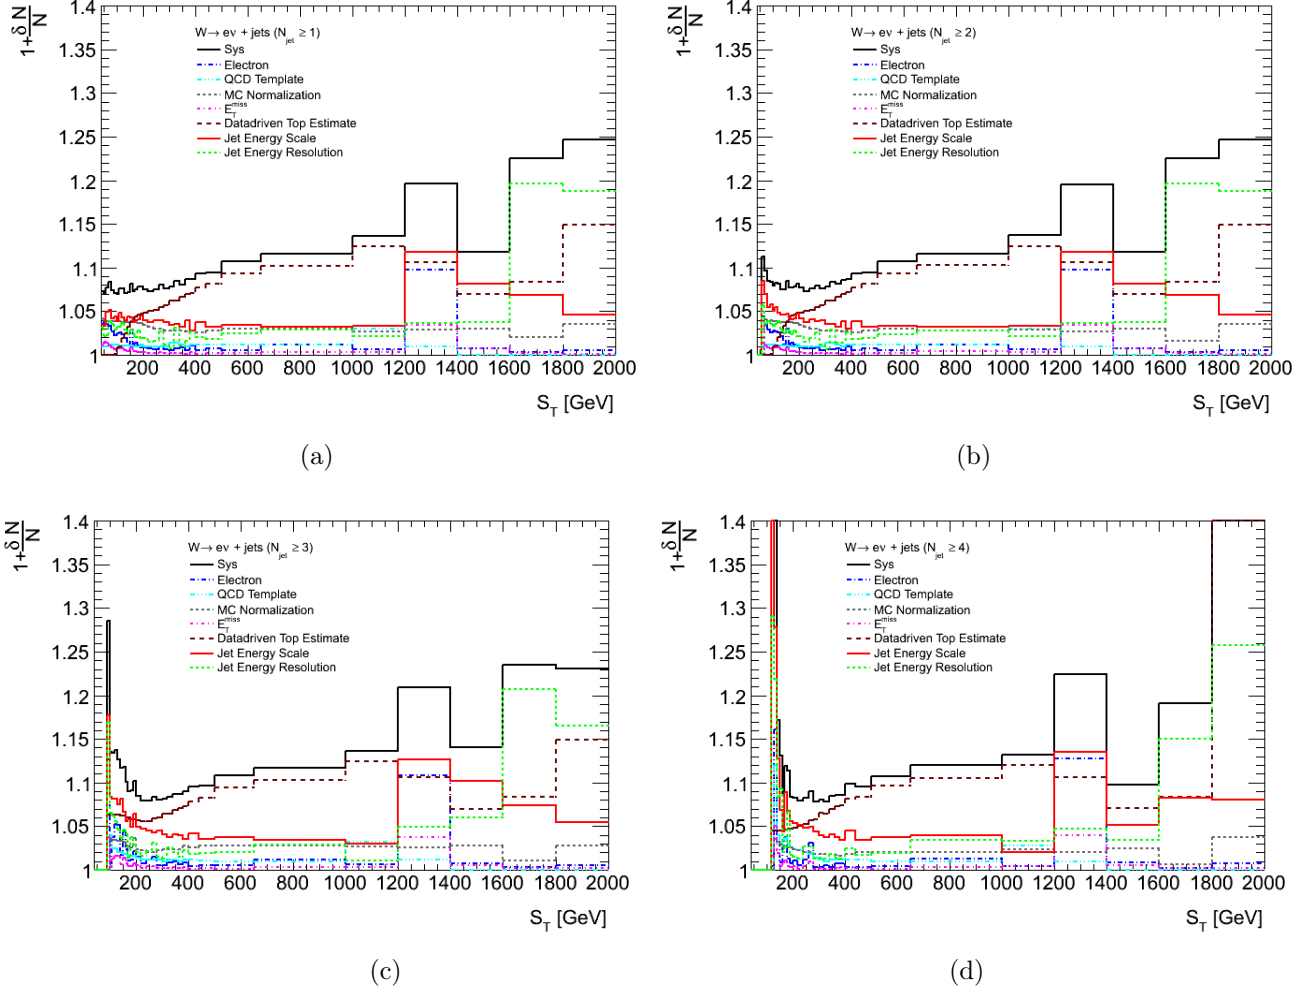 1+δN/N
1.4
1.35
1.3
1.25
1.2
1.15
1.1
1.05
1
W→ eν + jets (N_jet ≥ 1)
Sys
Electron
QCD Template
MC Normalization
E_T^miss
Datadriven Top Estimate
Jet Energy Scale
Jet Energy Resolution
200 400 600 800 1000 1200 1400 1600 1800 2000
S_T [GeV]
(a)
1+δN/N
1.4
1.35
1.3
1.25
1.2
1.15
1.1
1.05
1
W→ eν + jets (N_jet ≥ 2)
Sys
Electron
QCD Template
MC Normalization
E_T^miss
Datadriven Top Estimate
Jet Energy Scale
Jet Energy Resolution
200 400 600 800 1000 1200 1400 1600 1800 2000
S_T [GeV]
(b)
1+δN/N
1.4
1.35
1.3
1.25
1.2
1.15
1.1
1.05
1
W→ eν + jets (N_jet ≥ 3)
Sys
Electron
QCD Template
MC Normalization
E_T^miss
Datadriven Top Estimate
Jet Energy Scale
Jet Energy Resolution
200 400 600 800 1000 1200 1400 1600 1800 2000
S_T [GeV]
(c)
1+δN/N
1.4
1.35
1.3
1.25
1.2
1.15
1.1
1.05
1
W→ eν + jets (N_jet ≥ 4)
Sys
Electron
QCD Template
MC Normalization
E_T^miss
Datadriven Top Estimate
Jet Energy Scale
Jet Energy Resolution
200 400 600 800 1000 1200 1400 1600 1800 2000
S_T [GeV]
(d)